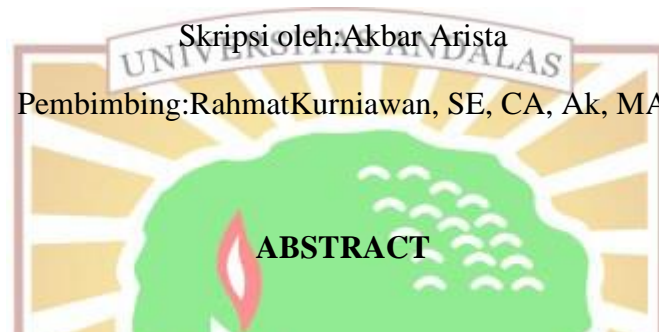 Skripsi oleh:Akbar Arista
UNIVERSITAS ANDALAS
Pembimbing:RahmatKurniawan, SE, CA, Ak, MA
ABSTRACT